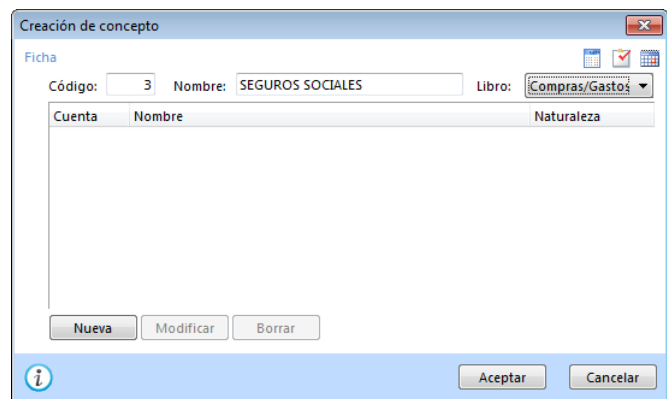 Creación de concepto
Ficha
Código: 3 Nombre: SEGUROS SOCIALES Libro: Compras/Gastos
Cuenta Nombre Naturaleza
Nueva Modificar Borrar
Aceptar Cancelar